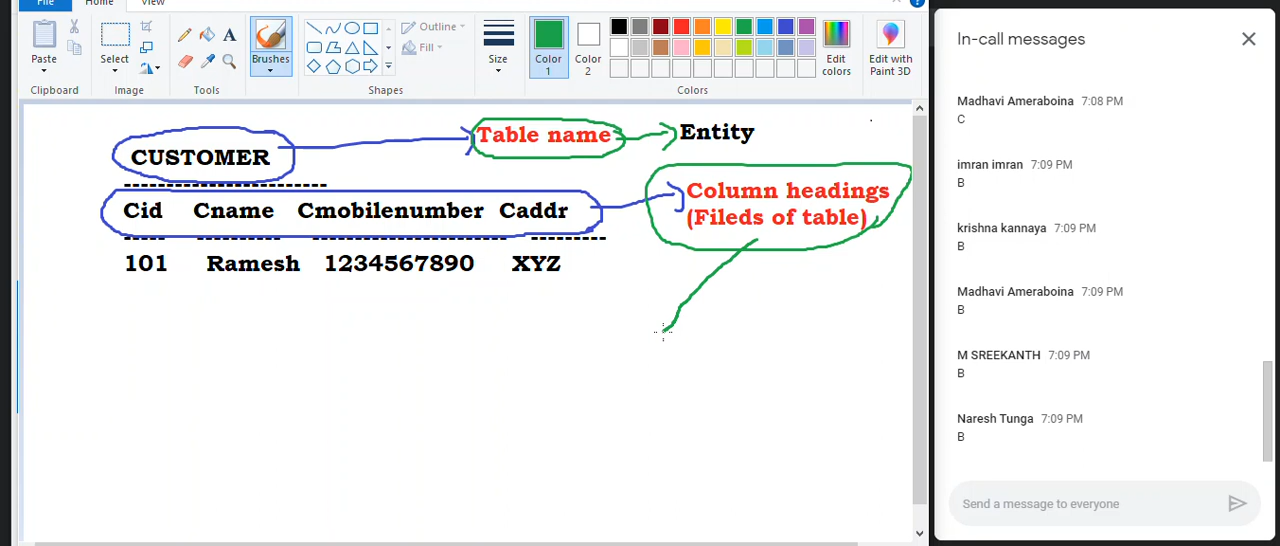 File Home View
Paste Select Brushes Size Color 1 Color 2 Edit colors Edit with Paint 3D
Outline
Fill
Clipboard Image Tools Shapes Colors
CUSTOMER Table name Entity
-----------------------
Cid Cname Cmobilenumber Caddr Column headings
(Fileds of table)
101 Ramesh 1234567890 XYZ
In-call messages
Madhavi Ameraboina 7:08 PM
C
imran imran 7:09 PM
B
krishna kannaya 7:09 PM
B
Madhavi Ameraboina 7:09 PM
B
M SREEKANTH 7:09 PM
B
Naresh Tunga 7:09 PM
B
Send a message to everyone